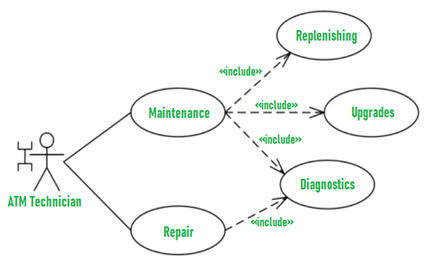 Replenishing
«include»
Maintenance
«include»
Upgrades
«include»
ATM Technician
Diagnostics
Repair
«include»